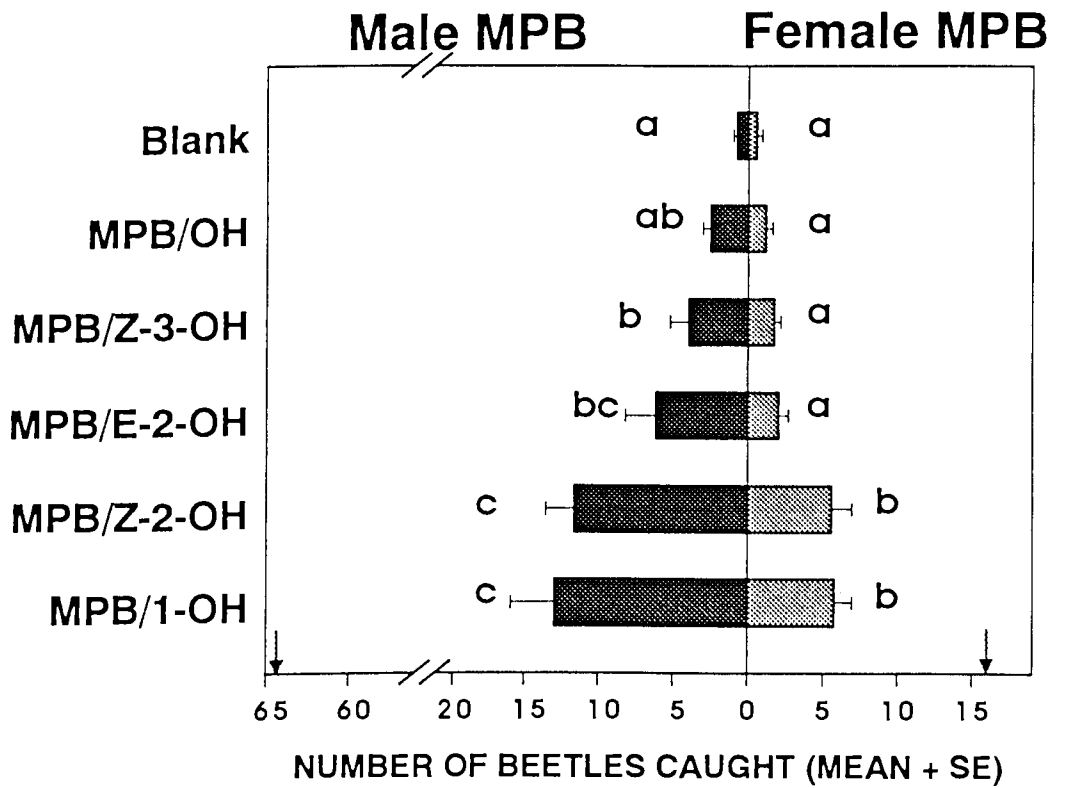 Male MPB Female MPB
Blank a a
MPB/OH ab a
MPB/Z-3-OH b a
MPB/E-2-OH bc a
MPB/Z-2-OH c b
MPB/1-OH c b
65 60 20 15 10 5 0 5 10 15
NUMBER OF BEETLES CAUGHT (MEAN + SE)